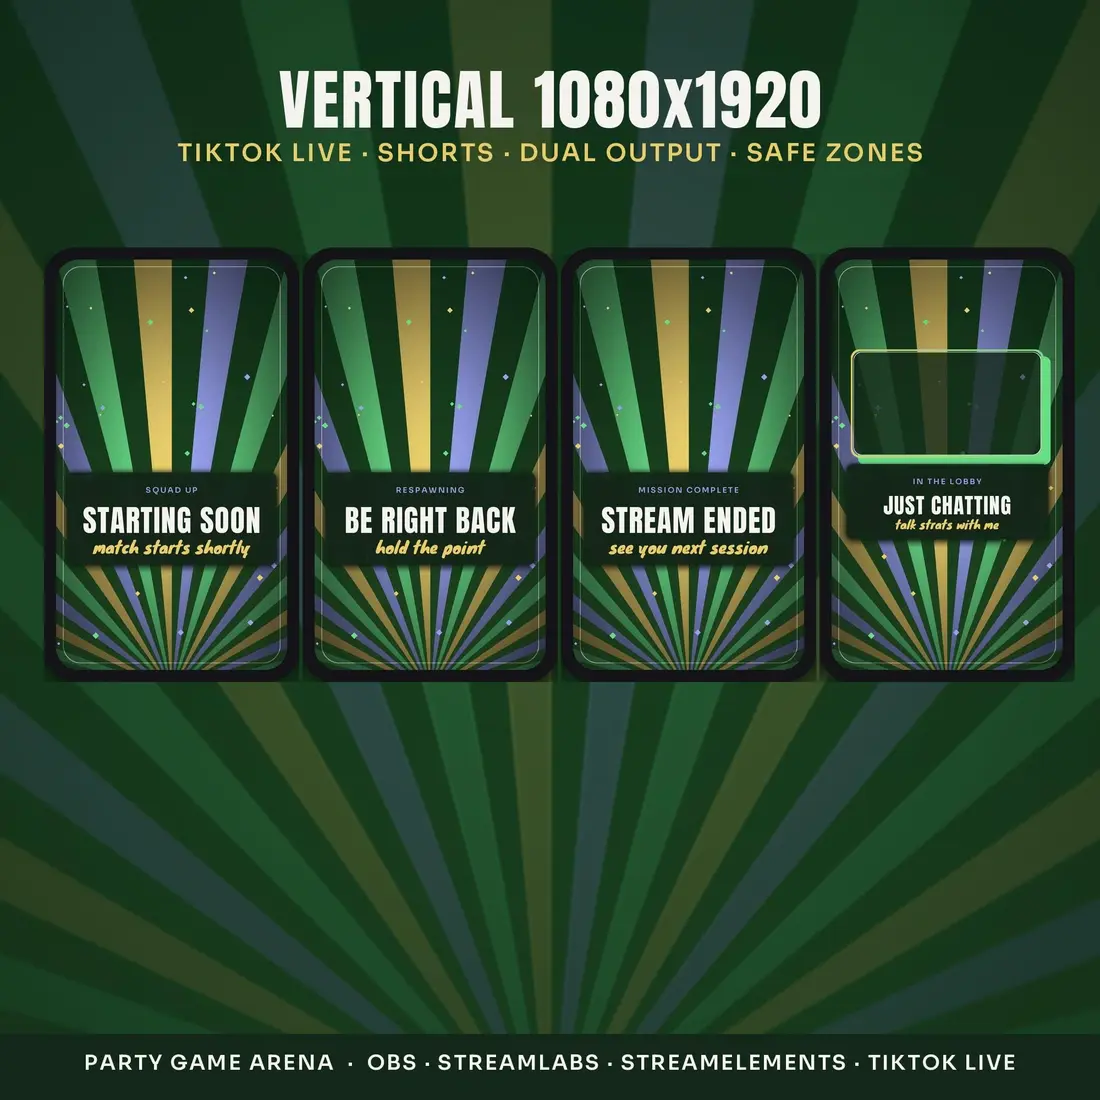 VERTICAL 1080x1920
TIKTOK LIVE · SHORTS · DUAL OUTPUT · SAFE ZONES
SQUAD UP
STARTING SOON
match starts shortly
RESPAWNING
BE RIGHT BACK
hold the point
MISSION COMPLETE
STREAM ENDED
see you next session
IN THE LOBBY
JUST CHATTING
talk strats with me
PARTY GAME ARENA · OBS · STREAMLABS · STREAMELEMENTS · TIKTOK LIVE